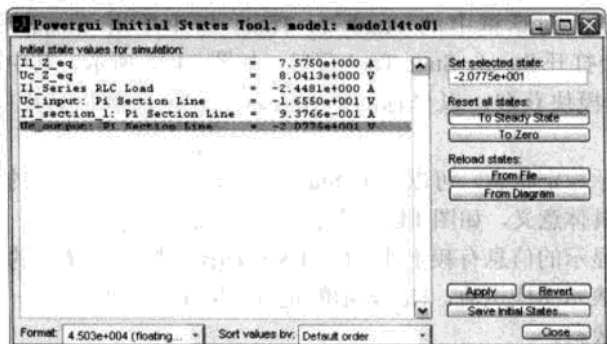 Powergui Initial States Tool. model: model14to01
Initial state values for simulation:
Il_Z_eq = 7.5750e+000 A
Uc_Z_eq = 8.0413e+000 V
Il_Series RLC Load = -2.4481e+000 A
Uc_input: Pi Section Line = -1.6550e+001 V
Il_section_1: Pi Section Line = 9.3766e-001 A
Uc_output: Pi Section Line = -2.0775e+001 V
Set selected state:
-2.0775e+001
Reset all states:
To Steady State
To Zero
Reload states:
From File...
From Diagram
Apply
Revert
Save Initial States...
Close
Format:
4.503e+004 (floating...
Sort values by:
Default order